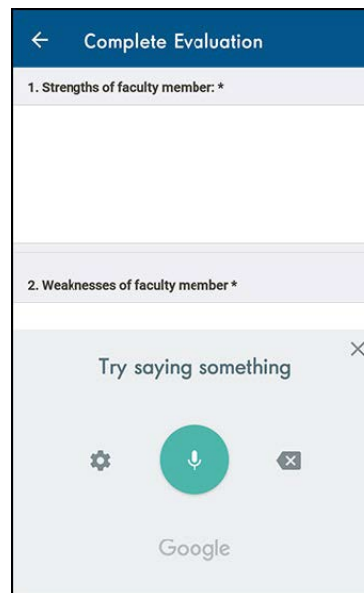 Complete Evaluation
1. Strengths of faculty member: *
2. Weaknesses of faculty member *
Try saying something
Google